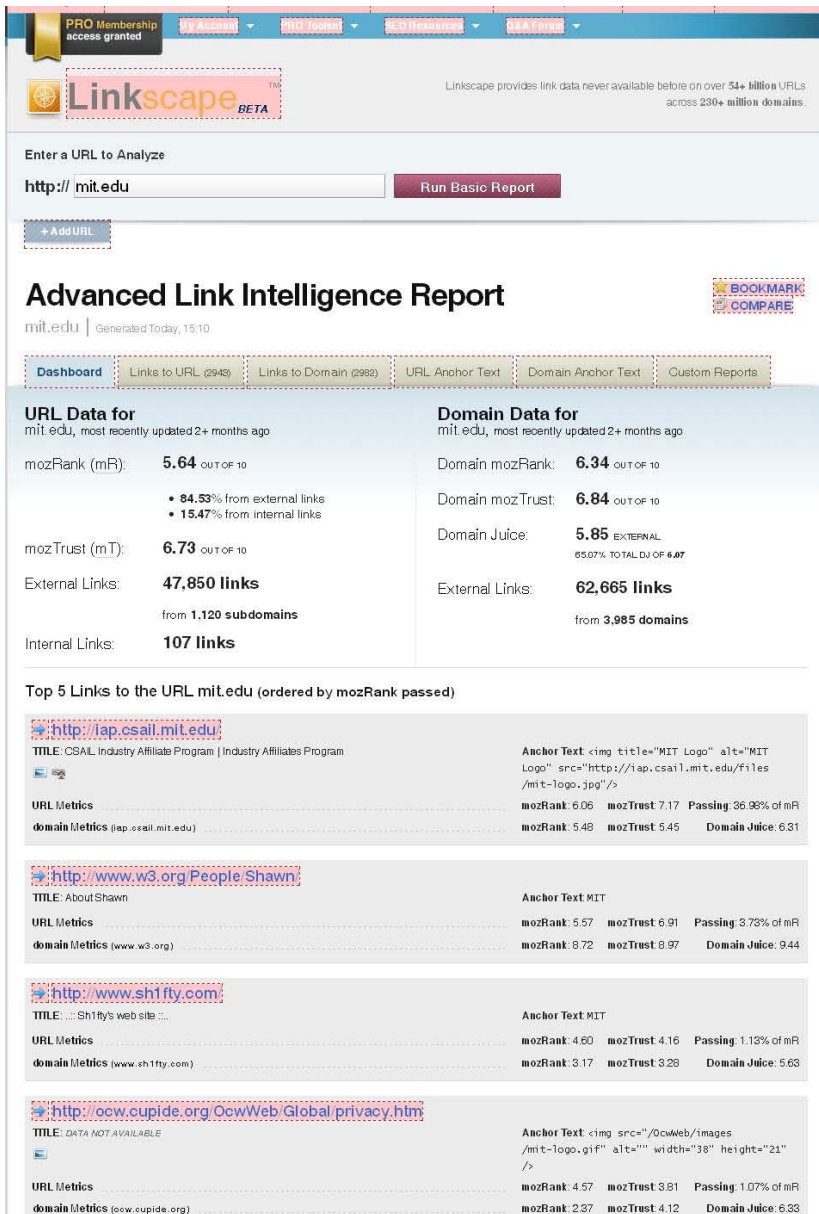 PRO Membership
access granted
My Account
PRO Toolset
SEO Resources
Q&A Forum
Linkscape™
BETA
Linkscape provides link data never available before on over 54+ billion URLs
across 230+ million domains.
Enter a URL to Analyze
http:// mit.edu
Run Basic Report
+ Add URL
Advanced Link Intelligence Report
BOOKMARK
COMPARE
mit.edu | Generated Today, 15:10
Dashboard
Links to URL (2943)
Links to Domain (2982)
URL Anchor Text
Domain Anchor Text
Custom Reports
URL Data for
mit.edu, most recently updated 2+ months ago
mozRank (mR): 5.64 OUT OF 10
• 84.53% from external links
• 15.47% from internal links
mozTrust (mT): 6.73 OUT OF 10
External Links: 47,850 links
from 1,120 subdomains
Internal Links: 107 links
Domain Data for
mit.edu, most recently updated 2+ months ago
Domain mozRank: 6.34 OUT OF 10
Domain mozTrust: 6.84 OUT OF 10
Domain Juice: 5.85 EXTERNAL
65.07% TOTAL DJ OF 6.07
External Links: 62,665 links
from 3,985 domains
Top 5 Links to the URL mit.edu (ordered by mozRank passed)
http://iap.csail.mit.edu/
TITLE: CSAIL Industry Affiliate Program | Industry Affiliates Program
Anchor Text: <img title="MIT Logo" alt="MIT
Logo" src="http://iap.csail.mit.edu/files
/mit-logo.jpg"/>
URL Metrics mozRank: 6.06 mozTrust: 7.17 Passing: 36.98% of mR
domain Metrics (iap.csail.mit.edu) mozRank: 5.48 mozTrust: 5.45 Domain Juice: 6.31
http://www.w3.org/People/Shawn/
TITLE: About Shawn
Anchor Text: MIT
URL Metrics mozRank: 5.57 mozTrust: 6.91 Passing: 3.73% of mR
domain Metrics (www.w3.org) mozRank: 8.72 mozTrust: 8.97 Domain Juice: 9.44
http://www.sh1fty.com/
TITLE: ..:: Sh1fty's web site ::..
Anchor Text: MIT
URL Metrics mozRank: 4.60 mozTrust: 4.16 Passing: 1.13% of mR
domain Metrics (www.sh1fty.com) mozRank: 3.17 mozTrust: 3.28 Domain Juice: 5.63
http://ocw.cupide.org/OcwWeb/Global/privacy.htm
TITLE: DATA NOT AVAILABLE
Anchor Text: <img src="/OcwWeb/images
/mit-logo.gif" alt="" width="38" height="21"
/>
URL Metrics mozRank: 4.57 mozTrust: 3.81 Passing: 1.07% of mR
domain Metrics (ocw.cupide.org) mozRank: 2.37 mozTrust: 4.12 Domain Juice: 6.33